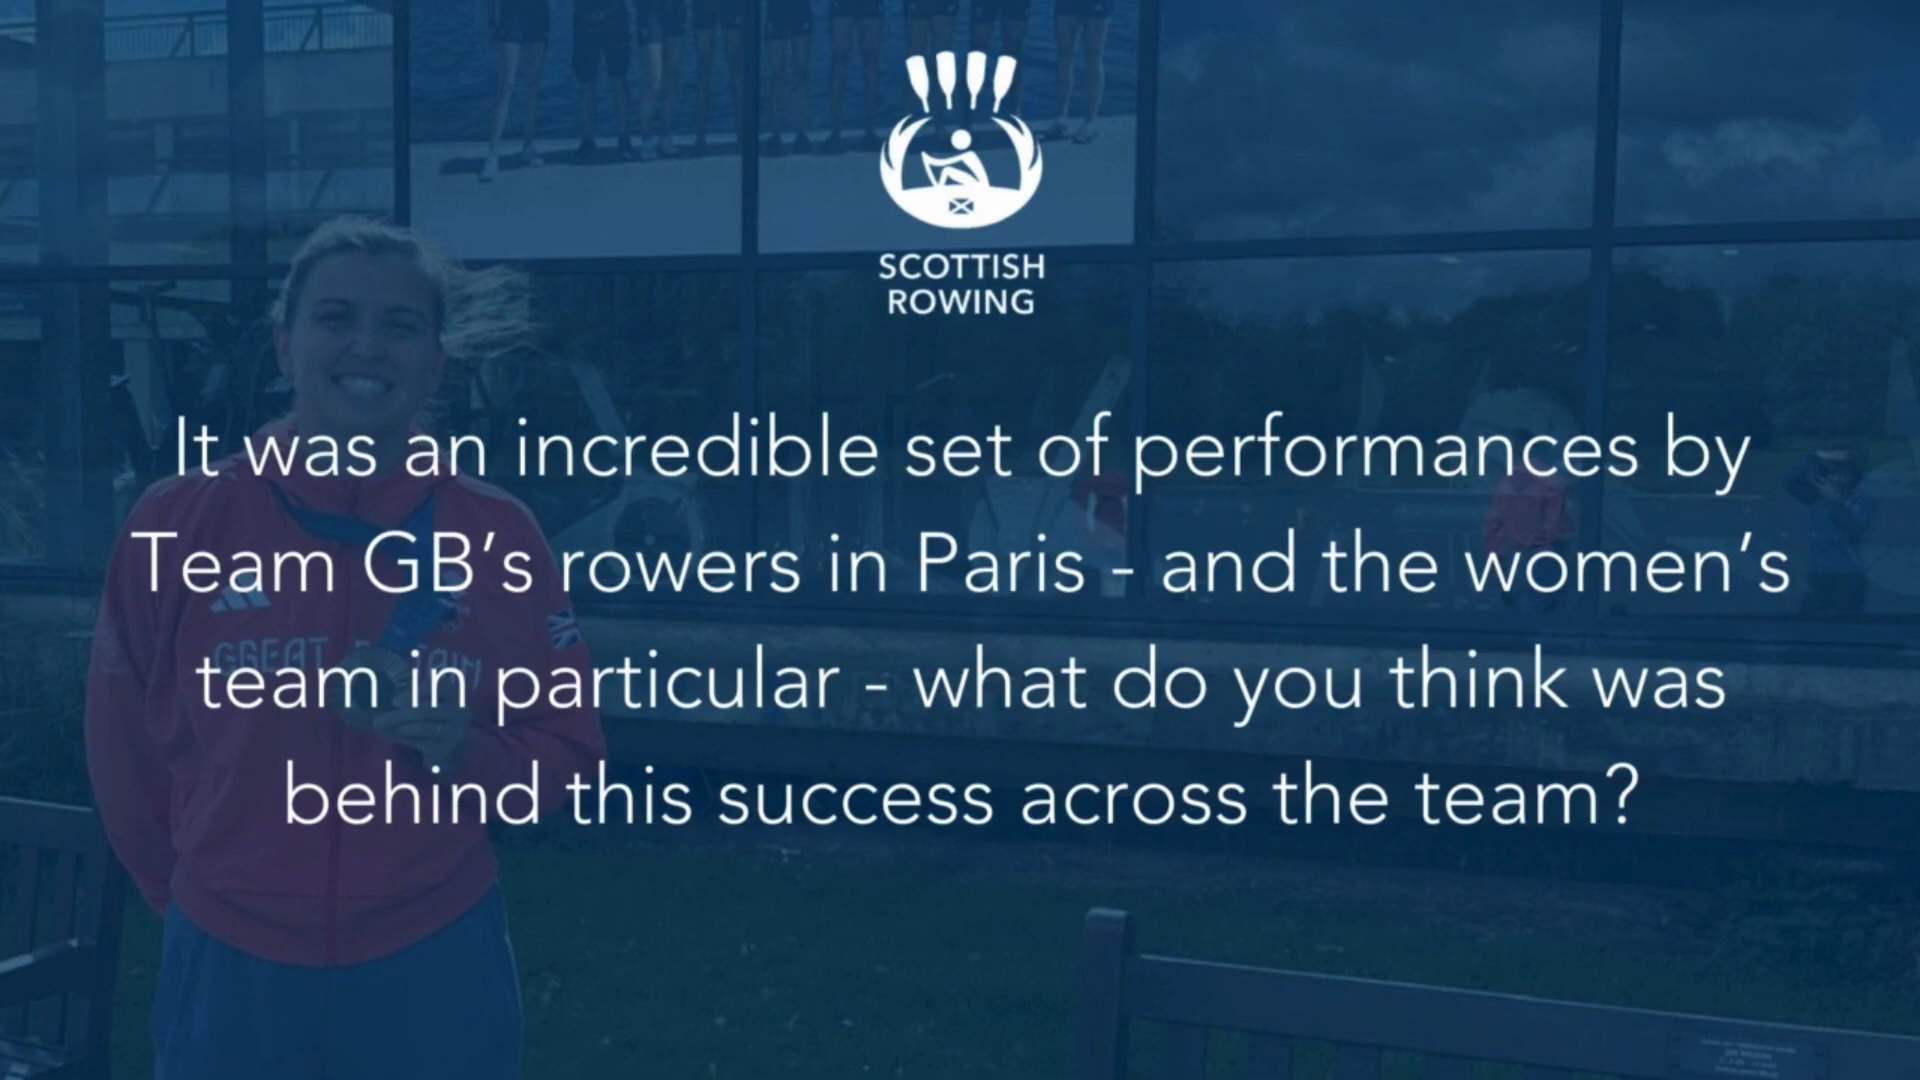 SCOTTISH
ROWING
It was an incredible set of performances by
Team GB’s rowers in Paris - and the women’s
team in particular - what do you think was
behind this success across the team?